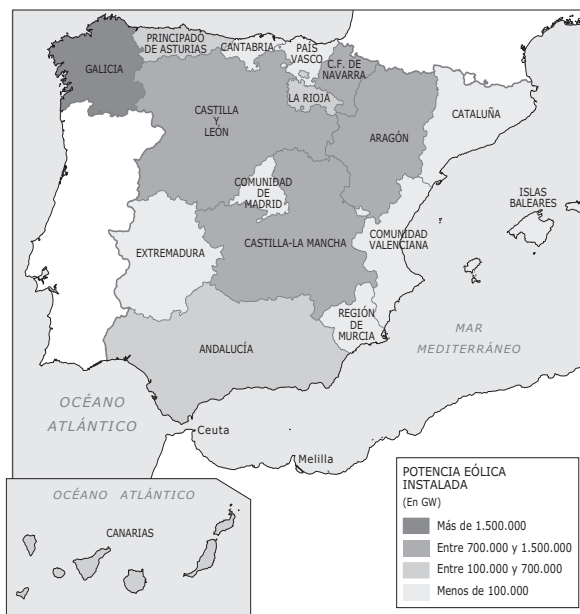 PRINCIPADO
DE ASTURIAS
CANTABRIA
PAÍS
VASCO
C.F. DE
NAVARRA
GALICIA
LA RIOJA
CASTILLA
Y
LEÓN
CATALUÑA
ARAGÓN
COMUNIDAD
DE
MADRID
ISLAS
BALEARES
COMUNIDAD
VALENCIANA
CASTILLA-LA MANCHA
EXTREMADURA
REGIÓN
DE
MURCIA
MAR
MEDITERRÁNEO
ANDALUCÍA
OCÉANO
ATLÁNTICO
Ceuta
Melilla
OCÉANO ATLÁNTICO
CANARIAS
POTENCIA EÓLICA
INSTALADA
(En GW)
Más de 1.500.000
Entre 700.000 y 1.500.000
Entre 100.000 y 700.000
Menos de 100.000